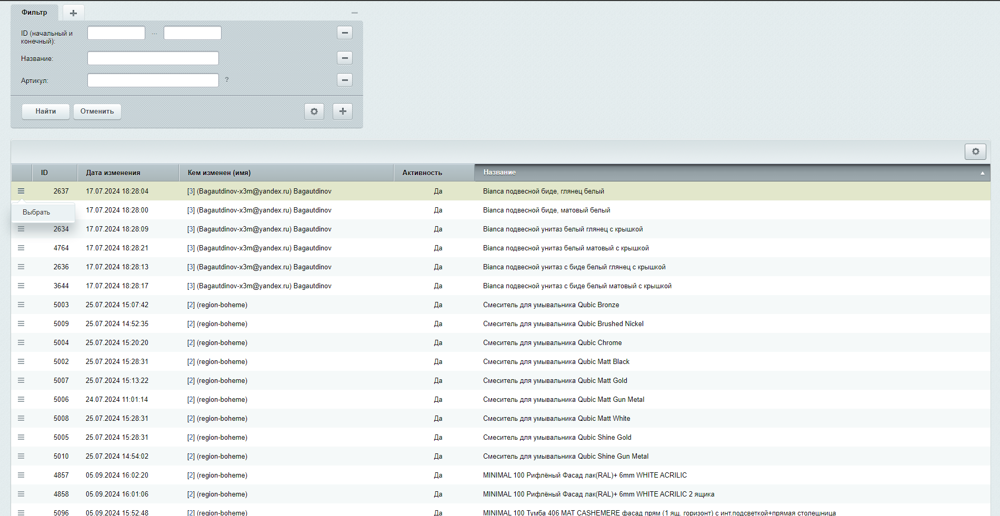 Фильтр
ID (начальный и
конечный):
...
Название:
Артикул:
?
Найти
Отменить
ID Дата изменения Кем изменен (имя) Активность Название
2637 17.07.2024 18:28:04 [3] (Bagautdinov-x3m@yandex.ru) Bagautdinov Да Bianca подвесной биде, глянец белый
Выбрать
17.07.2024 18:28:00 [3] (Bagautdinov-x3m@yandex.ru) Bagautdinov Да Bianca подвесной биде, матовый белый
2634 17.07.2024 18:28:09 [3] (Bagautdinov-x3m@yandex.ru) Bagautdinov Да Bianca подвесной унитаз белый глянец с крышкой
4764 17.07.2024 18:28:21 [3] (Bagautdinov-x3m@yandex.ru) Bagautdinov Да Bianca подвесной унитаз белый матовый с крышкой
2636 17.07.2024 18:28:13 [3] (Bagautdinov-x3m@yandex.ru) Bagautdinov Да Bianca подвесной унитаз с биде белый глянец с крышкой
3644 17.07.2024 18:28:17 [3] (Bagautdinov-x3m@yandex.ru) Bagautdinov Да Bianca подвесной унитаз с биде белый матовый с крышкой
5003 25.07.2024 15:07:42 [2] (region-boheme) Да Смеситель для умывальника Qubic Bronze
5009 25.07.2024 14:52:35 [2] (region-boheme) Да Смеситель для умывальника Qubic Brushed Nickel
5004 25.07.2024 15:20:20 [2] (region-boheme) Да Смеситель для умывальника Qubic Chrome
5002 25.07.2024 15:28:31 [2] (region-boheme) Да Смеситель для умывальника Qubic Matt Black
5007 25.07.2024 15:13:22 [2] (region-boheme) Да Смеситель для умывальника Qubic Matt Gold
5006 24.07.2024 11:01:14 [2] (region-boheme) Да Смеситель для умывальника Qubic Matt Gun Metal
5008 25.07.2024 15:28:31 [2] (region-boheme) Да Смеситель для умывальника Qubic Matt White
5005 25.07.2024 15:28:31 [2] (region-boheme) Да Смеситель для умывальника Qubic Shine Gold
5010 25.07.2024 14:54:02 [2] (region-boheme) Да Смеситель для умывальника Qubic Shine Gun Metal
4857 05.09.2024 16:02:20 [2] (region-boheme) Да MINIMAL 100 Рифлёный Фасад лак(RAL)+ 6mm WHITE ACRILIC
4858 05.09.2024 16:01:06 [2] (region-boheme) Да MINIMAL 100 Рифлёный Фасад лак(RAL)+ 6mm WHITE ACRILIC 2 ящика
5096 05.09.2024 15:52:48 [2] (region-boheme) Да MINIMAL 100 Тумба 406 MAT CASHEMERE фасад прям (1 ящ. горизонт) с инт.подсветкой+прямая столешница